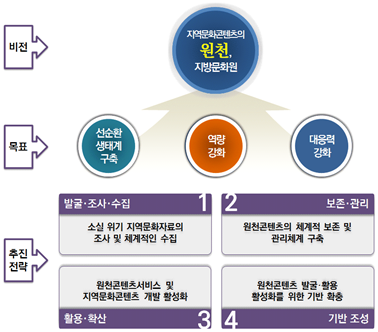 비전
지역문화콘텐츠의
원천,
지방문화원
목표
선순환
생태계
구축
역량
강화
대응력
강화
추진
전략
발굴·조사·수집
1
소실 위기 지역문화자료의
조사 및 체계적인 수집
2
보존·관리
원천콘텐츠의 체계적 보존 및
관리체계 구축
원천콘텐츠서비스 및
지역문화콘텐츠 개발 활성화
활용·확산
3
원천콘텐츠 발굴·활용
활성화를 위한 기반 확충
4
기반 조성